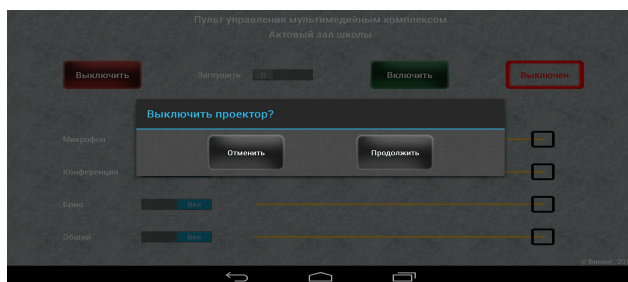 Пульт управления мультимедийным комплексом
Актовый зал школы
Выключить
Заглушить
О
Включить
Выключен
Выключить проектор?
Отменить
Продолжить
Микрофон
Конференция
Брио
Вкл
Общий
Вкл